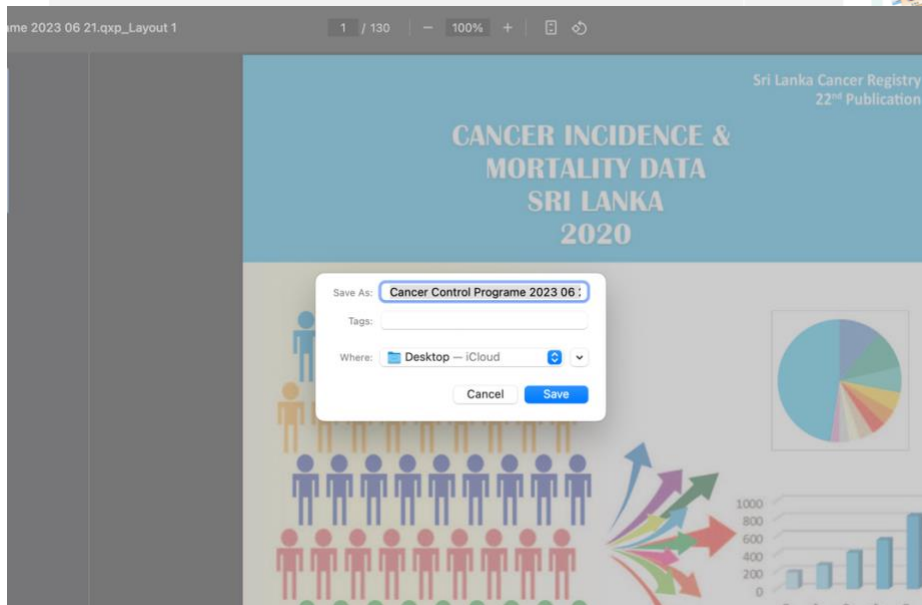 me 2023 06 21.qxp_Layout 1
1 / 130
100%
Sri Lanka Cancer Registry
22nd Publication
CANCER INCIDENCE &
MORTALITY DATA
SRI LANKA
2020
Save As: Cancer Control Programe 2023 06
Tags:
Where: Desktop — iCloud
Cancel Save
1000
800
600
400
200
0